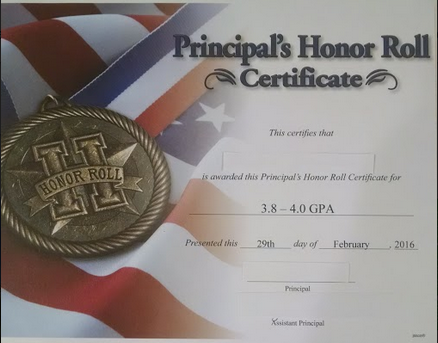 Principal's Honor Roll
Certificate
This certifies that
HONOR ROLL
is awarded this Principal's Honor Roll Certificate for
3.8 – 4.0 GPA
Presented this 29th day of February , 2016
Principal
Assistant Principal